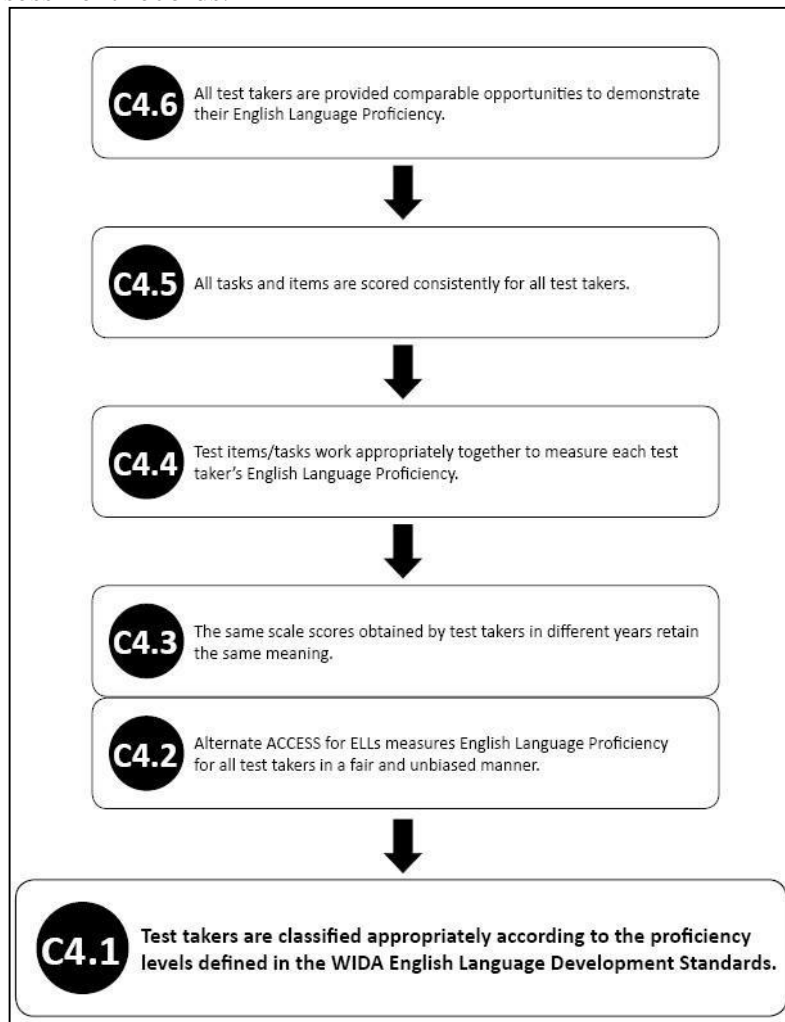 C4.6
All test takers are provided comparable opportunities to demonstrate
their English Language Proficiency.
C4.5
All tasks and items are scored consistently for all test takers.
C4.4
Test items/tasks work appropriately together to measure each test
taker's English Language Proficiency.
C4.3
The same scale scores obtained by test takers in different years retain
the same meaning.
C4.2
Alternate ACCESS for ELLs measures English Language Proficiency
for all test takers in a fair and unbiased manner.
C4.1
Test takers are classified appropriately according to the proficiency
levels defined in the WIDA English Language Development Standards.